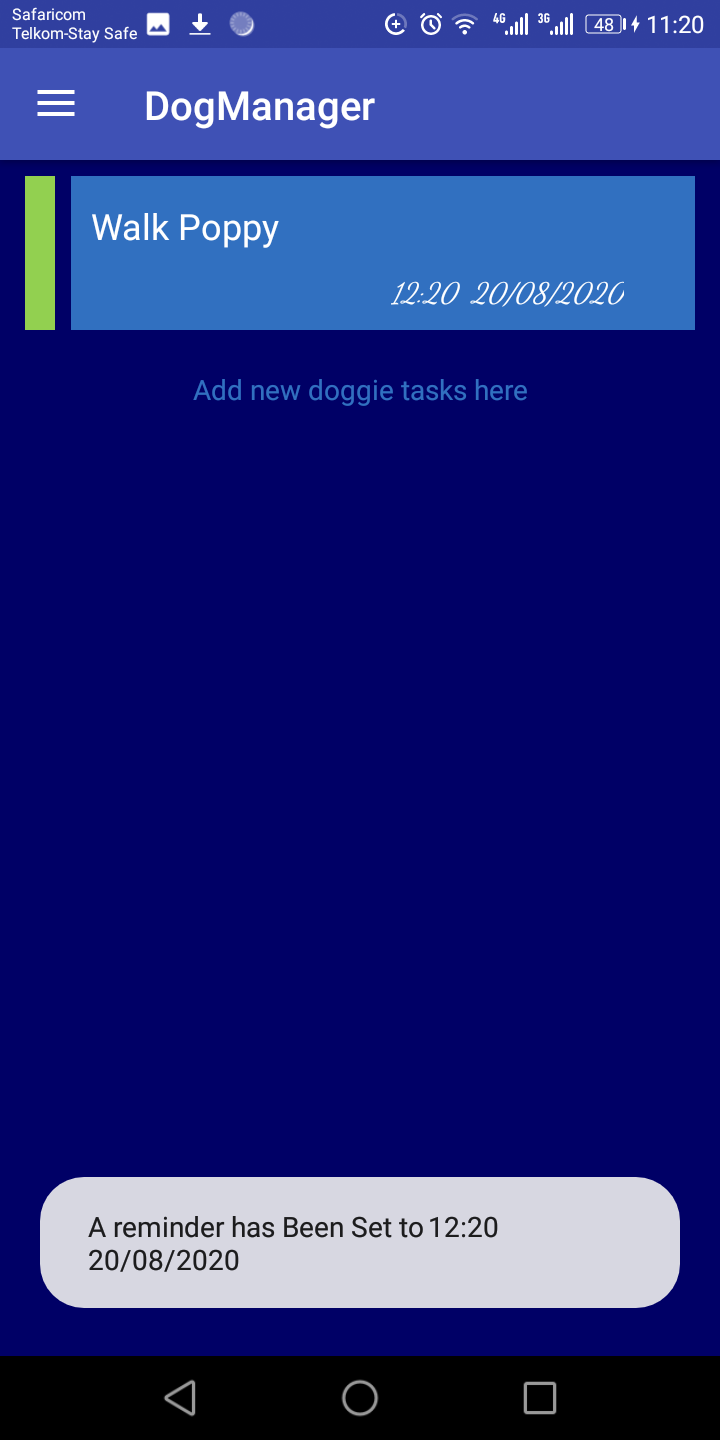 Safaricom
Telkom-Stay Safe
4G 3G 48 11:20
DogManager
Walk Poppy
12:20 20/08/2020
Add new doggie tasks here
A reminder has Been Set to 12:20
20/08/2020